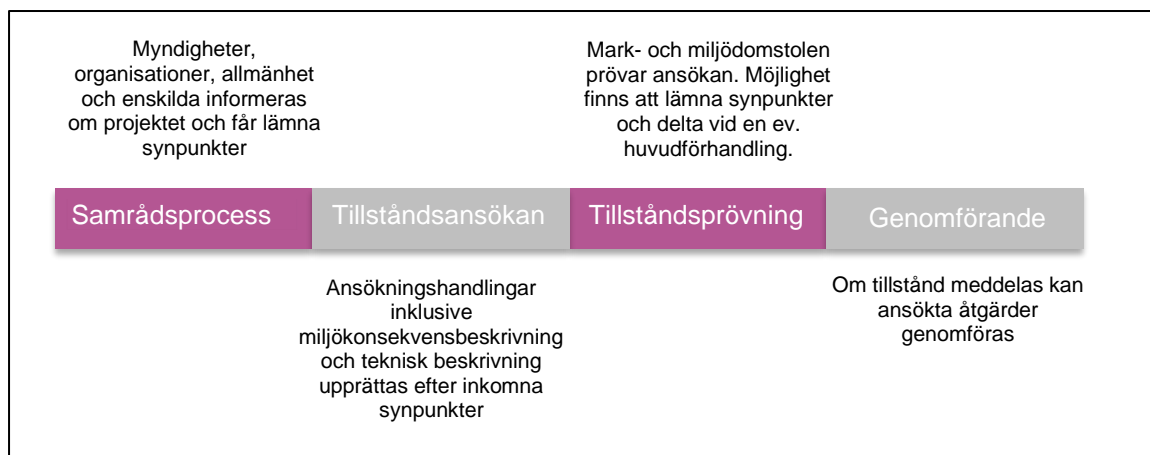 Myndigheter,
organisationer, allmänhet
och enskilda informeras
om projektet och får lämna
synpunkter
Mark- och miljödomstolen
prövar ansökan. Möjlighet
finns att lämna synpunkter
och delta vid en ev.
huvudförhandling.
Samrådsprocess
Tillståndsansökan
Tillståndsprövning
Genomförande
Ansökningshandlingar
inklusive
miljökonsekvensbeskrivning
och teknisk beskrivning
upprättas efter inkomna
synpunkter
Om tillstånd meddelas kan
ansökta åtgärder
genomföras